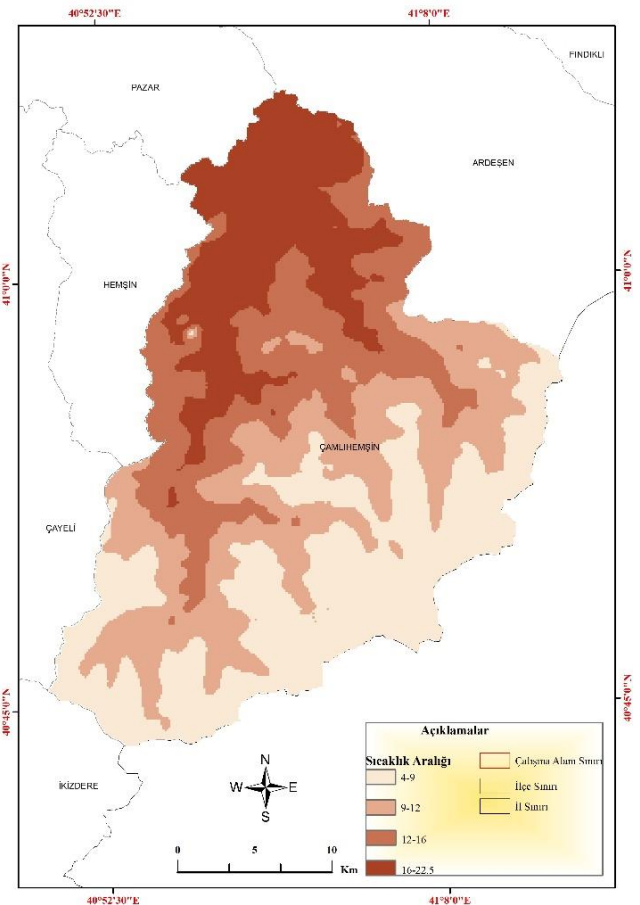 40°52'30"E 41°8'0"E
FINDIKLI
PAZAR
ARDEŞEN
41°0'0"N 41°0'0"N
HEMŞİN
ÇAMLIHEMŞİN
ÇAYELİ
40°45'0"N 40°45'0"N
Açıklamalar
Sıcaklık Aralığı Çalışma Alanı Sınırı
4-9
İlçe Sınırı
9-12 İl Sınırı
12-16
16-22.5
İKİZDERE
N
W E
S
0 5 10
Km
40°52'30"E 41°8'0"E